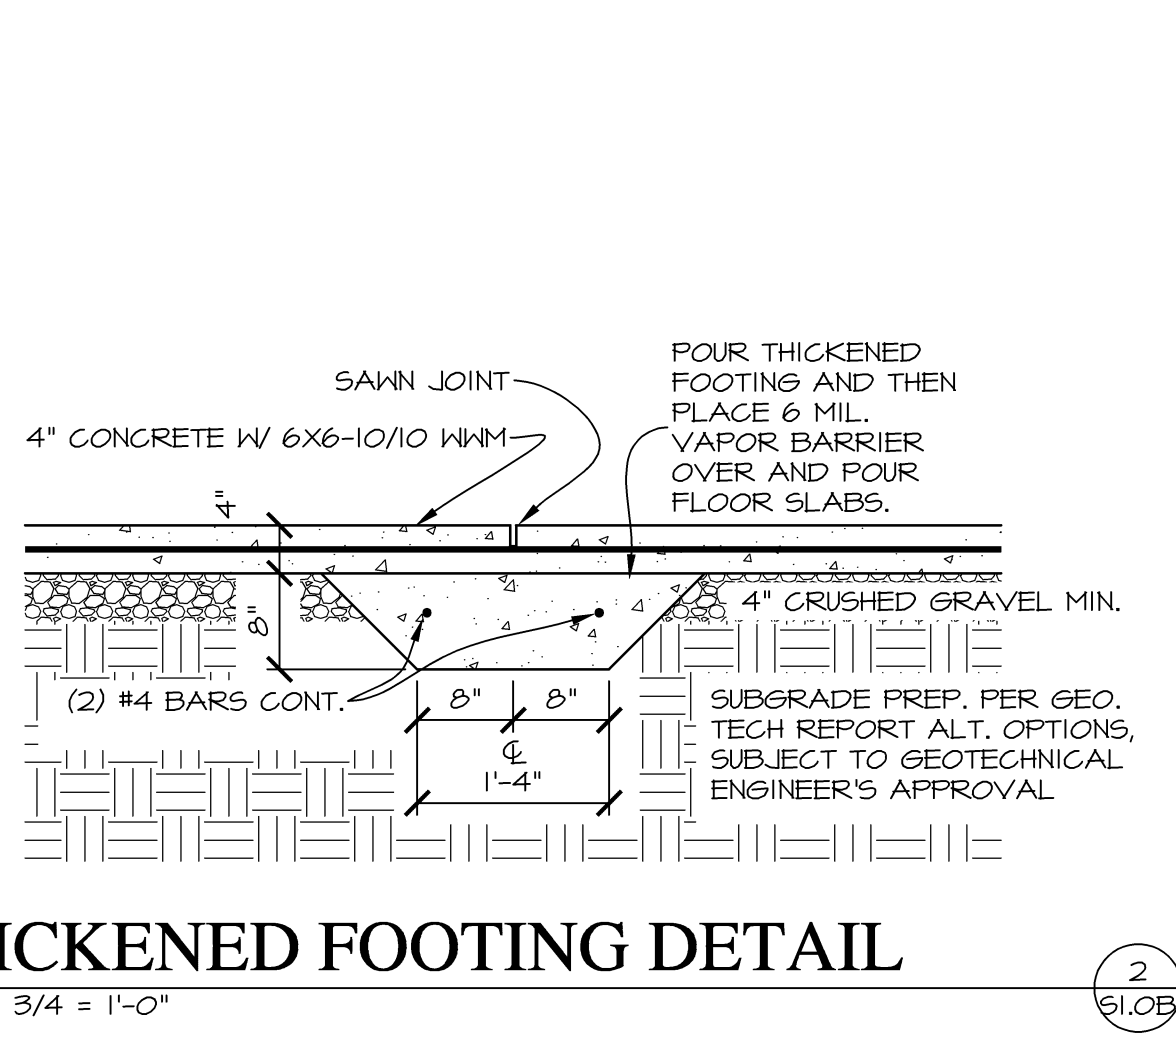 POUR THICKENED
FOOTING AND THEN
PLACE 6 MIL.
VAPOR BARRIER
OVER AND POUR
FLOOR SLABS.
SAWN JOINT
4" CONCRETE W/ 6X6-10/10 WWM
4"
8"
4" CRUSHED GRAVEL MIN.
(2) #4 BARS CONT.
8" 8"
℄
1'-4"
SUBGRADE PREP. PER GEO.
TECH REPORT ALT. OPTIONS,
SUBJECT TO GEOTECHNICAL
ENGINEER'S APPROVAL
ICKENED FOOTING DETAIL
3/4 = 1'-0"
2
S1.0B